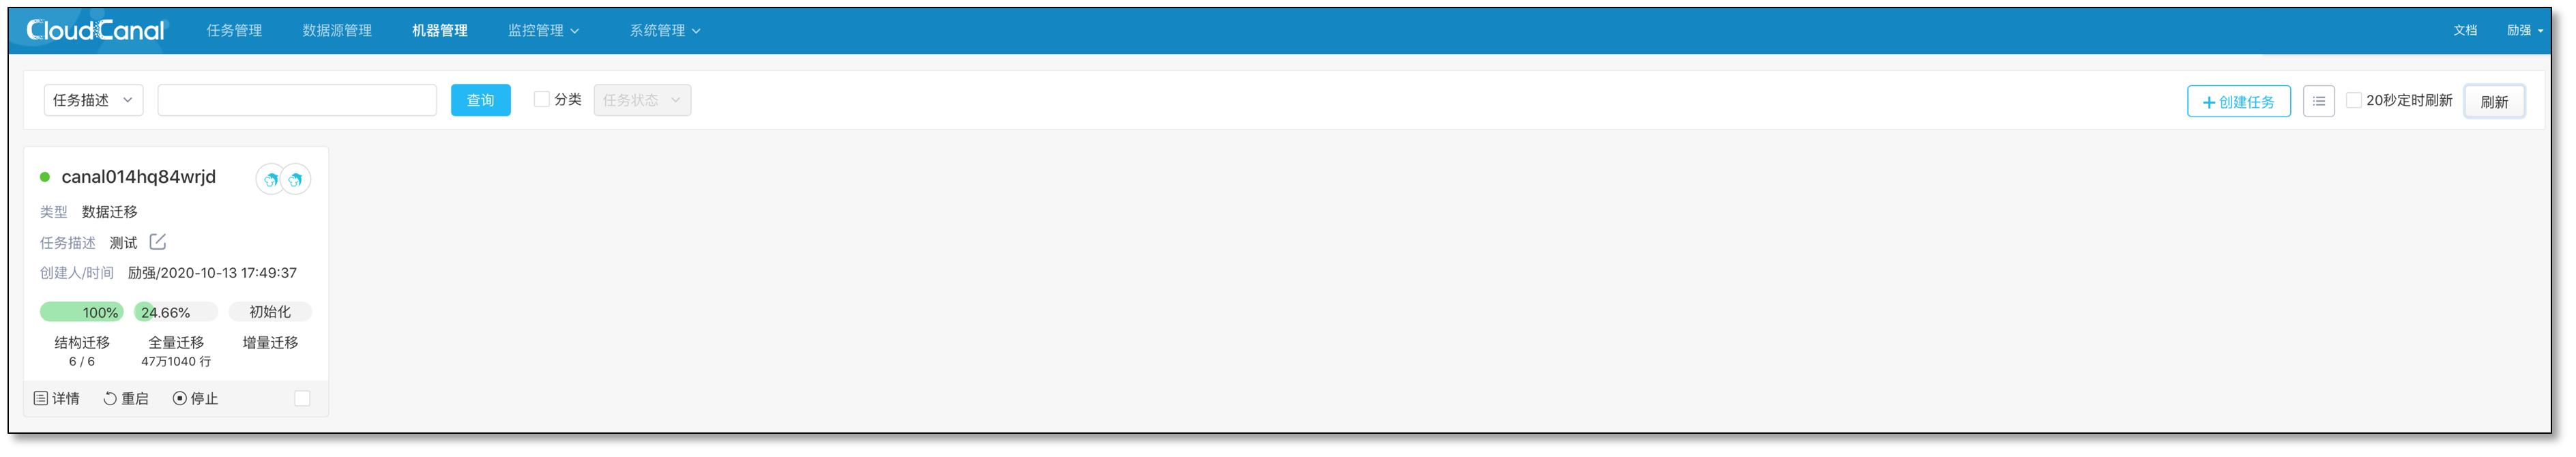 CloudCanal 任务管理 数据源管理 机器管理 监控管理 系统管理 文档 励强
任务描述 查询 分类 任务状态 +创建任务 20秒定时刷新 刷新
canal014hq84wrjd
类型 数据迁移
任务描述 测试
创建人/时间 励强/2020-10-13 17:49:37
100% 24.66% 初始化
结构迁移 全量迁移 增量迁移
6 / 6 47万1040 行
详情 重启 停止